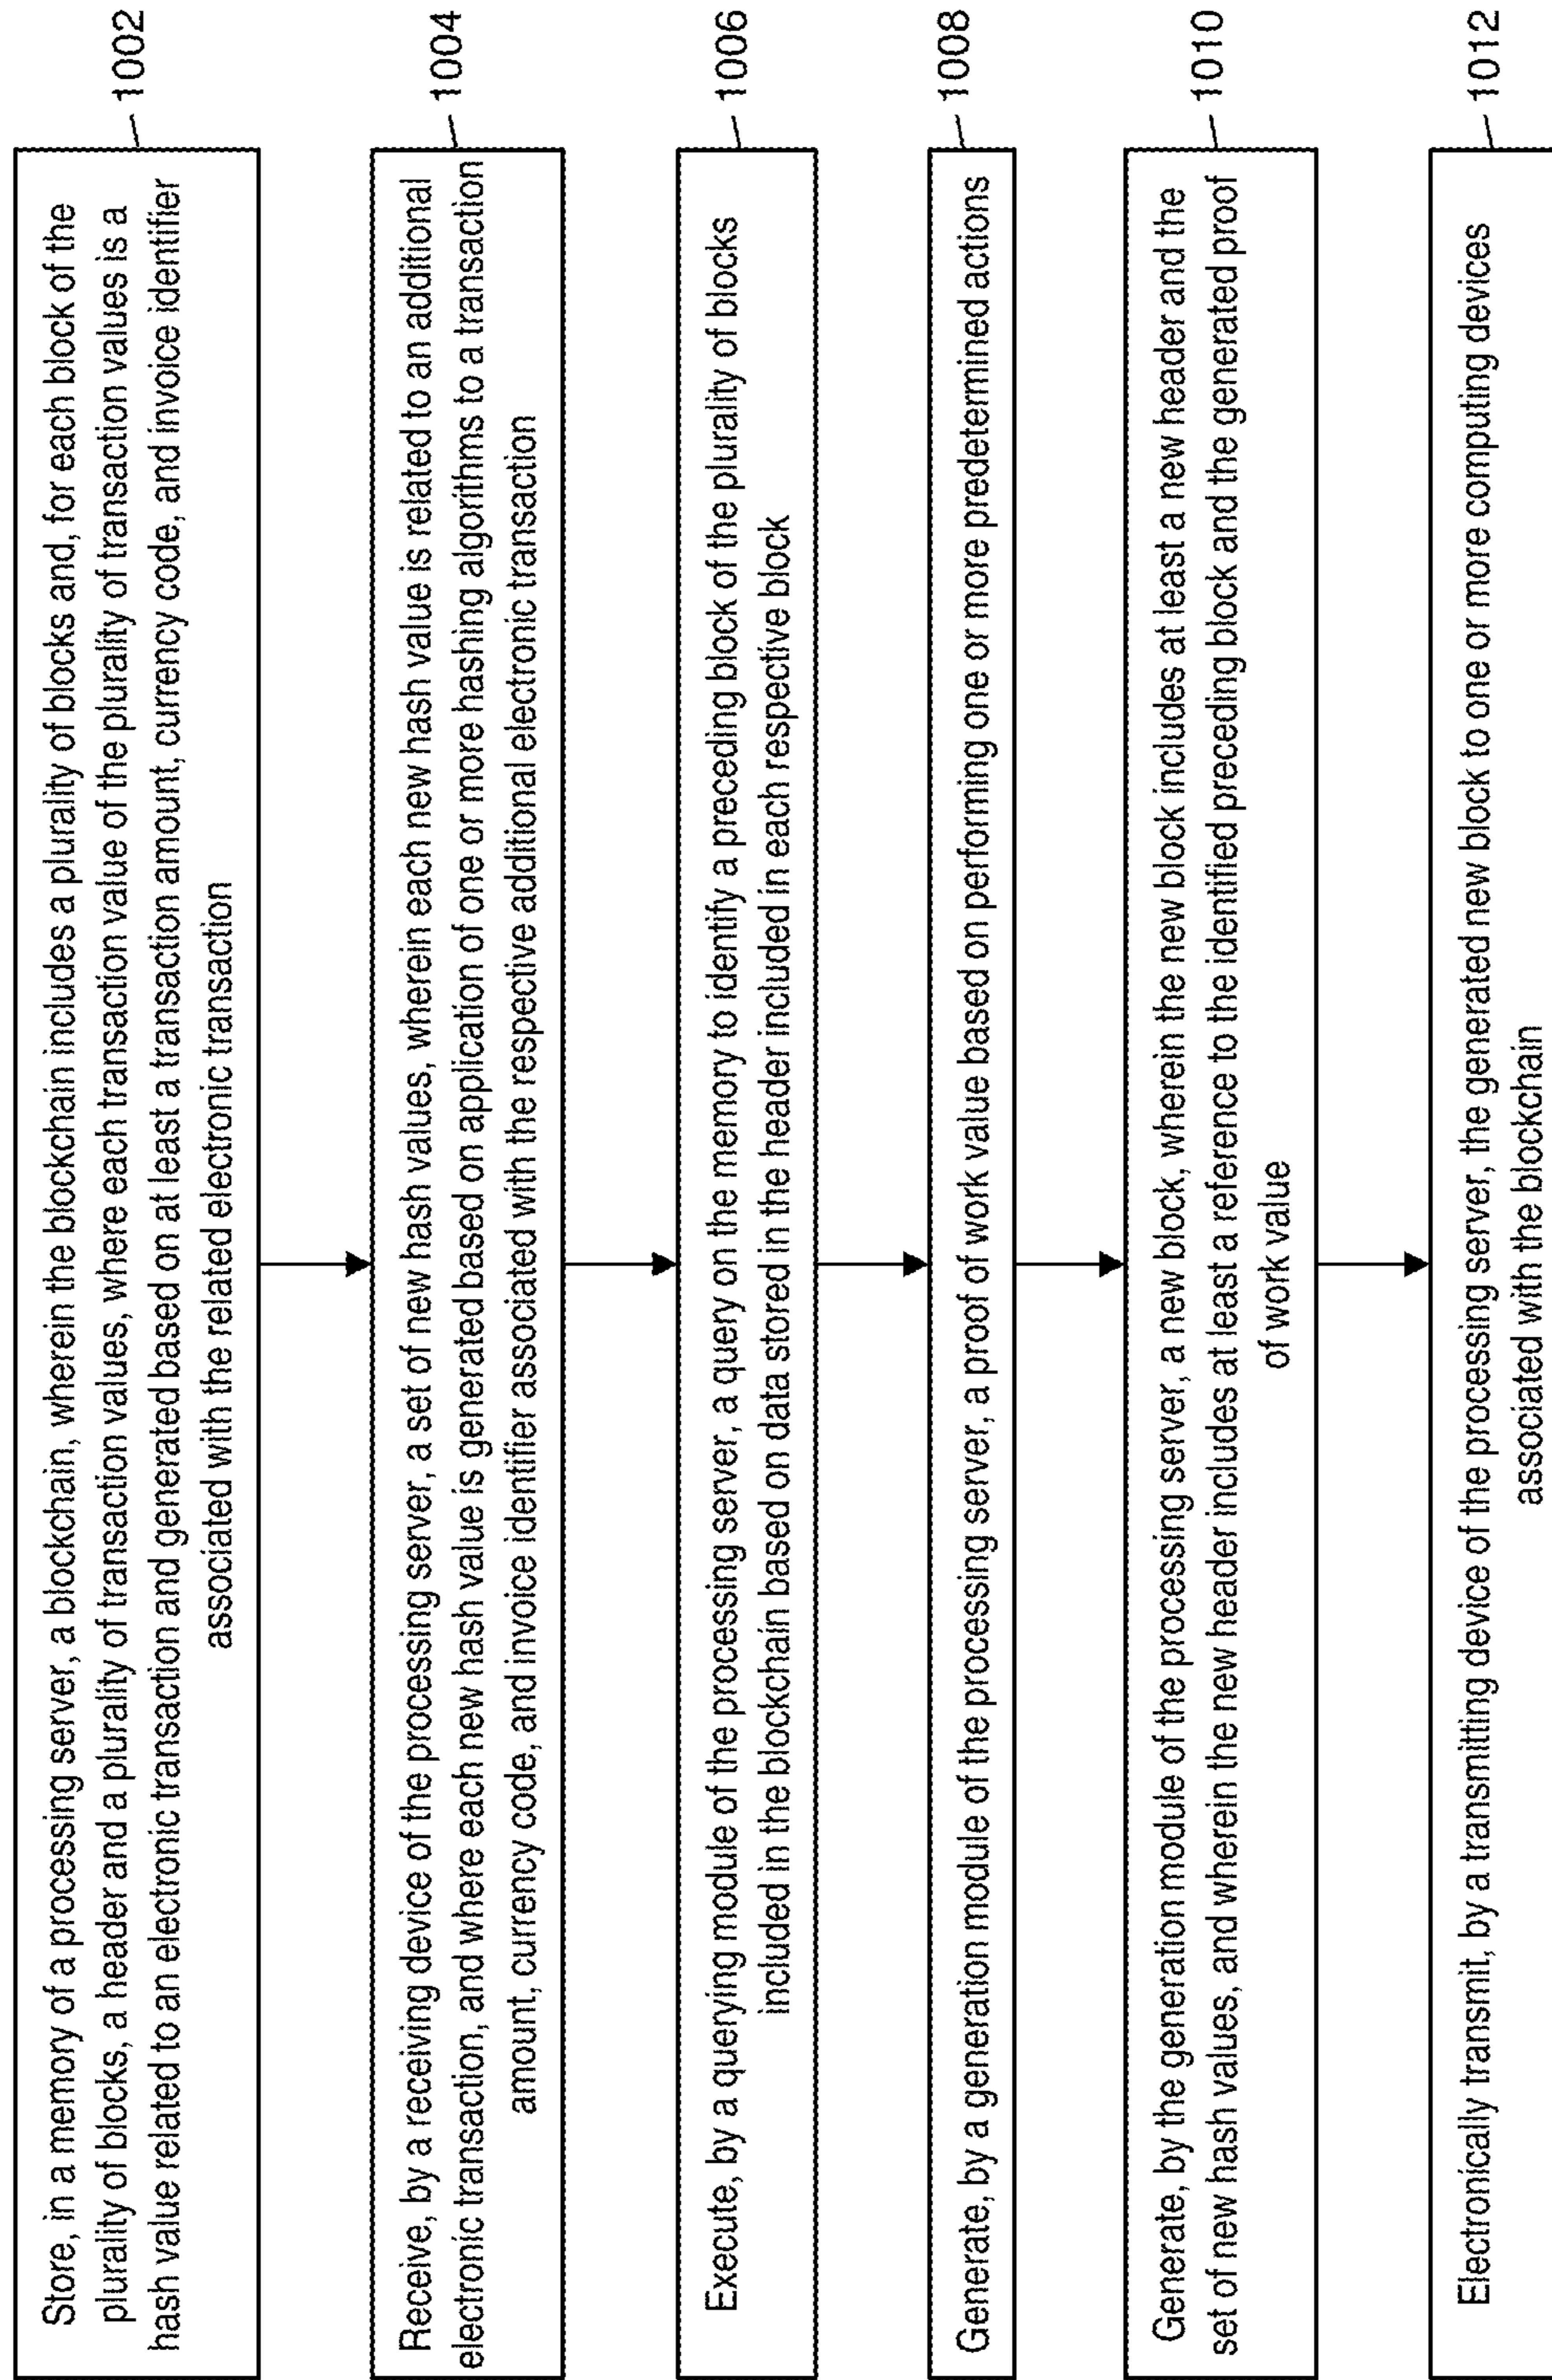 Store, in a memory of a processing server, a blockchain, wherein the blockchain includes a plurality of blocks and, for each block of the
plurality of blocks, a header and a plurality of transaction values, where each transaction value of the plurality of transaction values is a
hash value related to an electronic transaction and generated based on at least a transaction amount, currency code, and invoice identifier
associated with the related electronic transaction
1002
Receive, by a receiving device of the processing server, a set of new hash values, wherein each new hash value is related to an additional
electronic transaction, and where each new hash value is generated based on application of one or more hashing algorithms to a transaction
amount, currency code, and invoice identifier associated with the respective additional electronic transaction
1004
Execute, by a querying module of the processing server, a query on the memory to identify a preceding block of the plurality of blocks
included in the blockchain based on data stored in the header included in each respective block
1006
Generate, by a generation module of the processing server, a proof of work value based on performing one or more predetermined actions
1008
Generate, by the generation module of the processing server, a new block, wherein the new block includes at least a new header and the
set of new hash values, and wherein the new header includes at least a reference to the identified preceding block and the generated proof
of work value
1010
Electronically transmit, by a transmitting device of the processing server, the generated new block to one or more computing devices
associated with the blockchain
1012